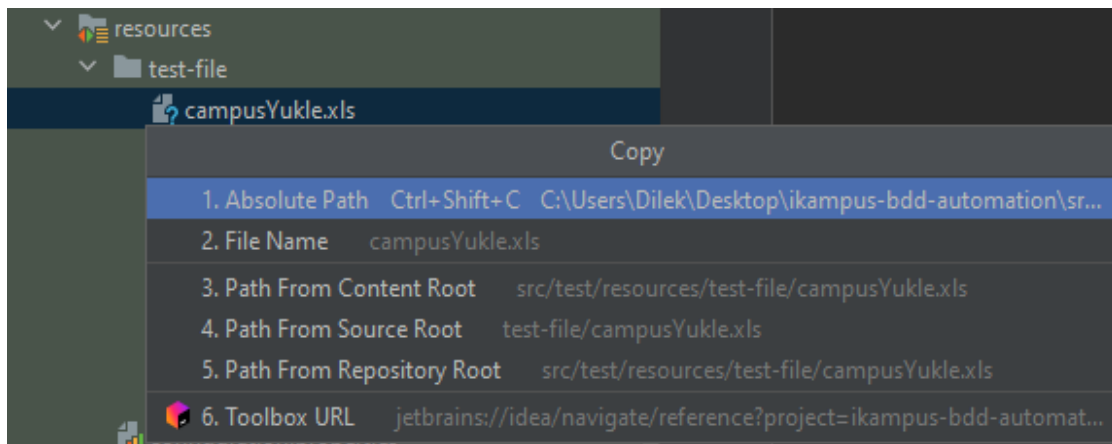 resources
test-file
campusYukle.xls
Copy
1. Absolute Path Ctrl+Shift+C C:\Users\Dilek\Desktop\ikampus-bdd-automation\sr...
2. File Name campusYukle.xls
3. Path From Content Root src/test/resources/test-file/campusYukle.xls
4. Path From Source Root test-file/campusYukle.xls
5. Path From Repository Root src/test/resources/test-file/campusYukle.xls
6. Toolbox URL jetbrains://idea/navigate/reference?project=ikampus-bdd-automat...